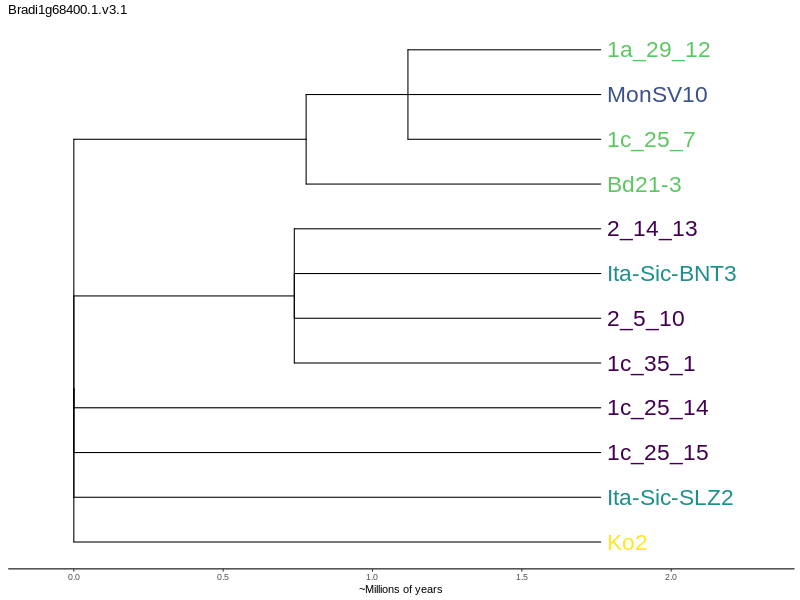 Bradi1g68400.1.v3.1
1a_29_12
MonSV10
1c_25_7
Bd21-3
2_14_13
Ita-Sic-BNT3
2_5_10
1c_35_1
1c_25_14
1c_25_15
Ita-Sic-SLZ2
Ko2
0.0 0.5 1.0 1.5 2.0
~Millions of years